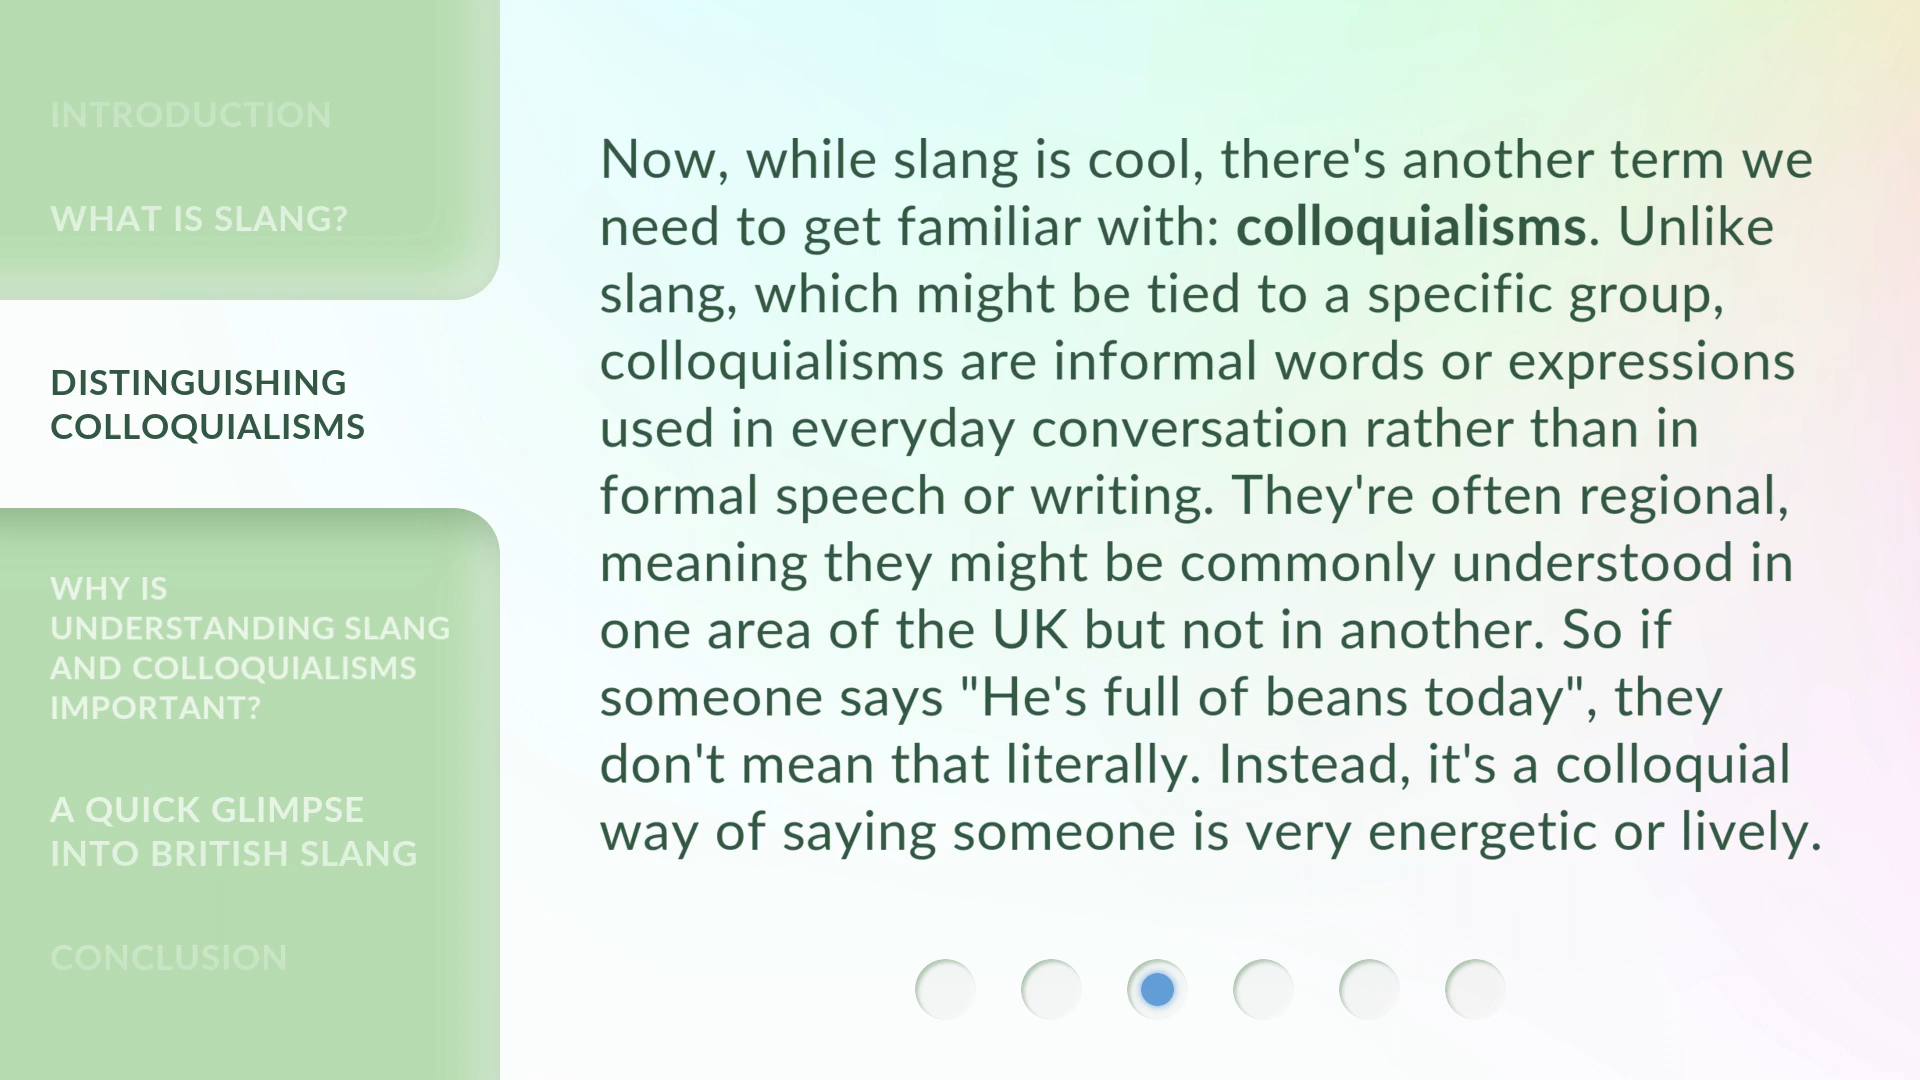 INTRODUCTION
WHAT IS SLANG?
DISTINGUISHING
COLLOQUIALISMS
WHY IS
UNDERSTANDING SLANG
AND COLLOQUIALISMS
IMPORTANT?
A QUICK GLIMPSE
INTO BRITISH SLANG
CONCLUSION
Now, while slang is cool, there's another term we
need to get familiar with: colloquialisms. Unlike
slang, which might be tied to a specific group,
colloquialisms are informal words or expressions
used in everyday conversation rather than in
formal speech or writing. They're often regional,
meaning they might be commonly understood in
one area of the UK but not in another. So if
someone says "He's full of beans today", they
don't mean that literally. Instead, it's a colloquial
way of saying someone is very energetic or lively.